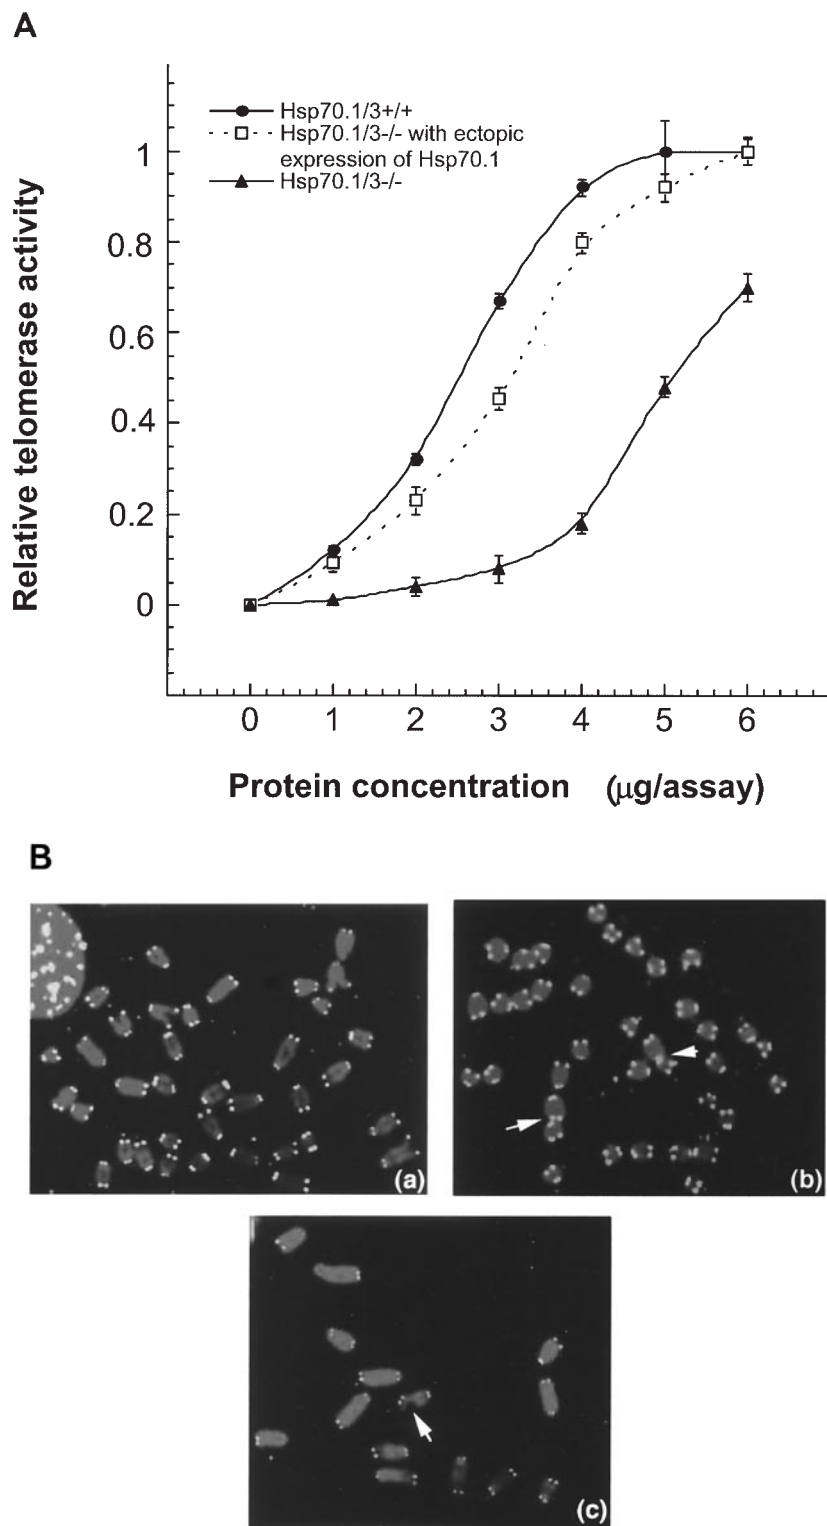 A
Hsp70.1/3+/+
Hsp70.1/3-/- with ectopic
expression of Hsp70.1
Hsp70.1/3-/-
Relative telomerase activity
1
0.8
0.6
0.4
0.2
0
0 1 2 3 4 5 6
Protein concentration (μg/assay)
B
(a)
(b)
(c)